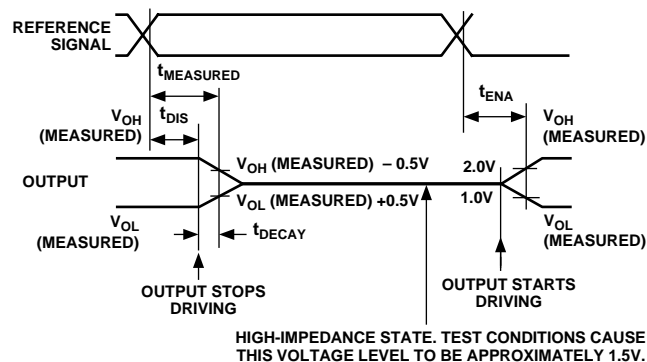 REFERENCE
SIGNAL
tMEASURED
tDIS
tENA
VOH
(MEASURED)
VOH
(MEASURED)
VOH (MEASURED) – 0.5V
2.0V
OUTPUT
VOL (MEASURED) +0.5V
1.0V
VOL
(MEASURED)
VOL
(MEASURED)
tDECAY
OUTPUT STOPS
DRIVING
OUTPUT STARTS
DRIVING
HIGH-IMPEDANCE STATE. TEST CONDITIONS CAUSE
THIS VOLTAGE LEVEL TO BE APPROXIMATELY 1.5V.